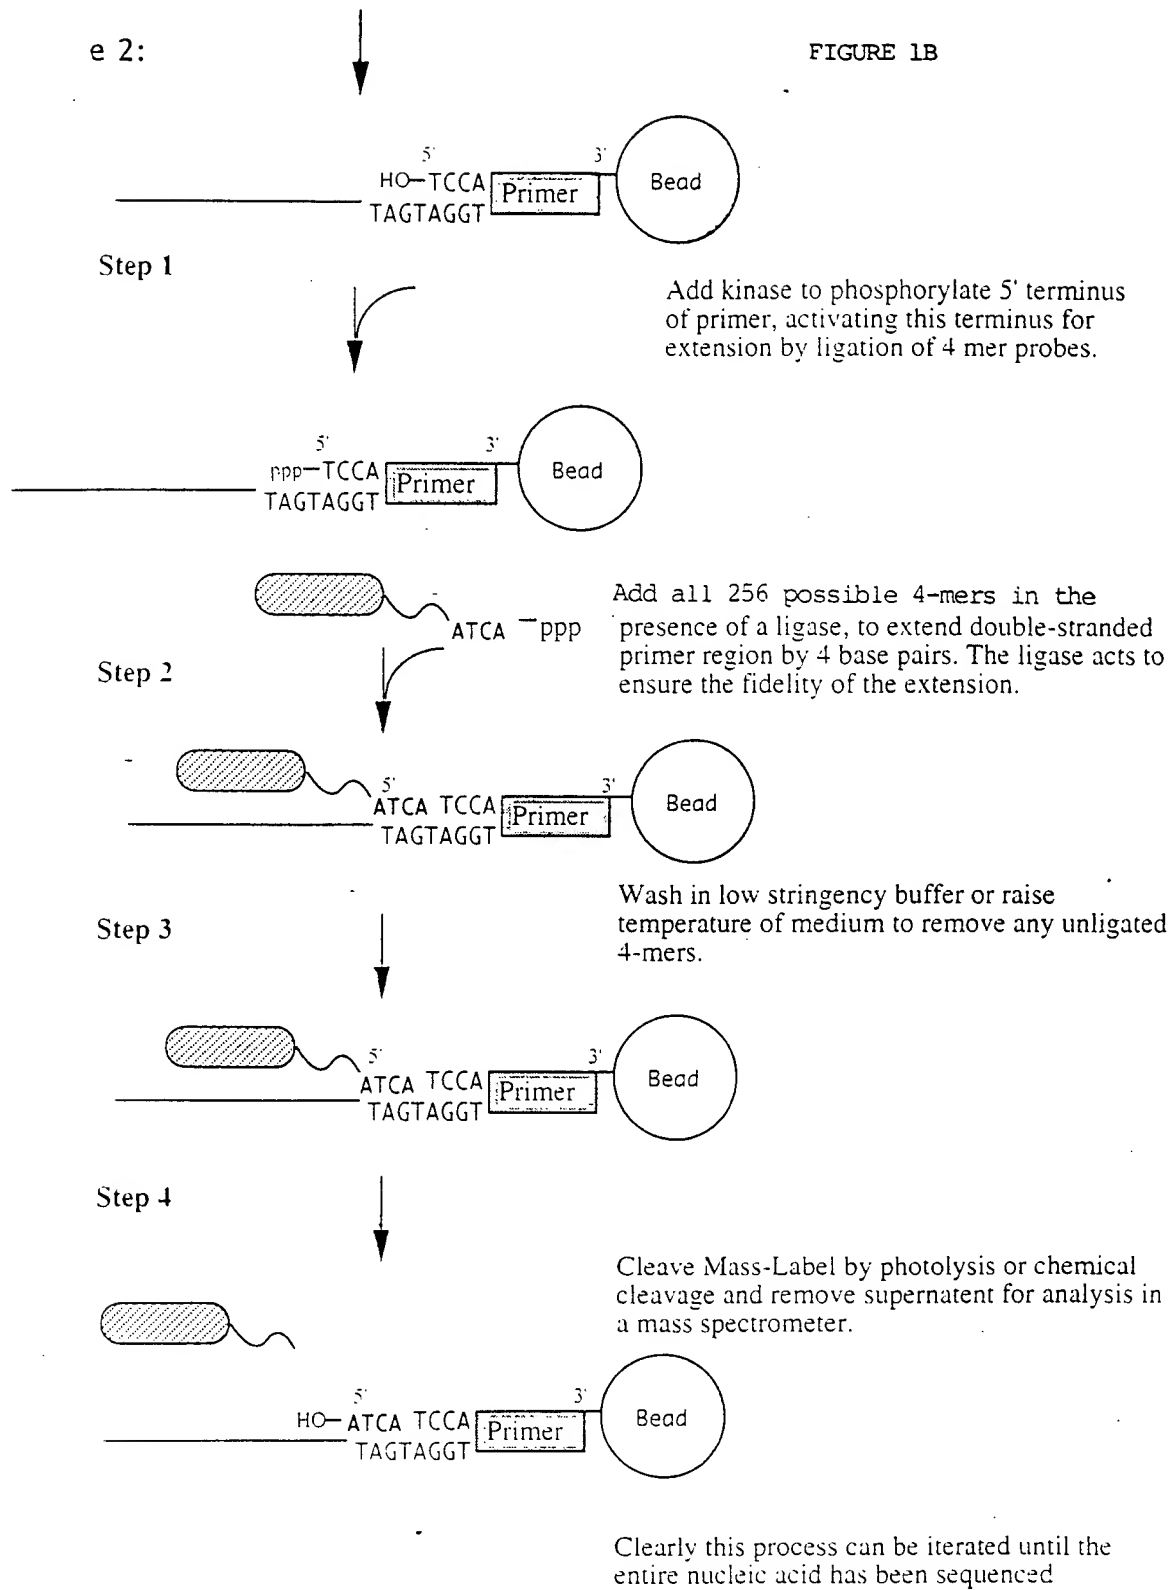 e 2:
FIGURE 1B
5' 3'
HO-TCCA Primer Bead
TAGTAGGT
Step 1
Add kinase to phosphorylate 5' terminus
of primer, activating this terminus for
extension by ligation of 4 mer probes.
5' 3'
ppp-TCCA Primer Bead
TAGTAGGT
ATCA -ppp
Step 2
Add all 256 possible 4-mers in the
presence of a ligase, to extend double-stranded
primer region by 4 base pairs. The ligase acts to
ensure the fidelity of the extension.
5' 3'
ATCA TCCA Primer Bead
TAGTAGGT
Step 3
Wash in low stringency buffer or raise
temperature of medium to remove any unligated
4-mers.
5' 3'
ATCA TCCA Primer Bead
TAGTAGGT
Step 4
Cleave Mass-Label by photolysis or chemical
cleavage and remove supernatent for analysis in
a mass spectrometer.
5' 3'
HO-ATCA TCCA Primer Bead
TAGTAGGT
Clearly this process can be iterated until the
entire nucleic acid has been sequenced